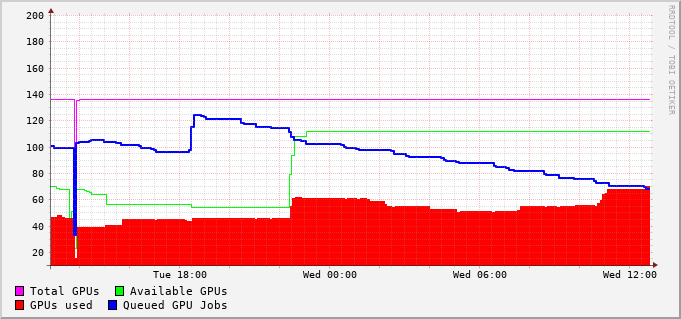 200
180
160
140
120
100
80
60
40
20
Tue 18:00 Wed 00:00 Wed 06:00 Wed 12:00
Total GPUs Available GPUs
GPUs used Queued GPU Jobs
RRDTOOL / TOBI OETIKER